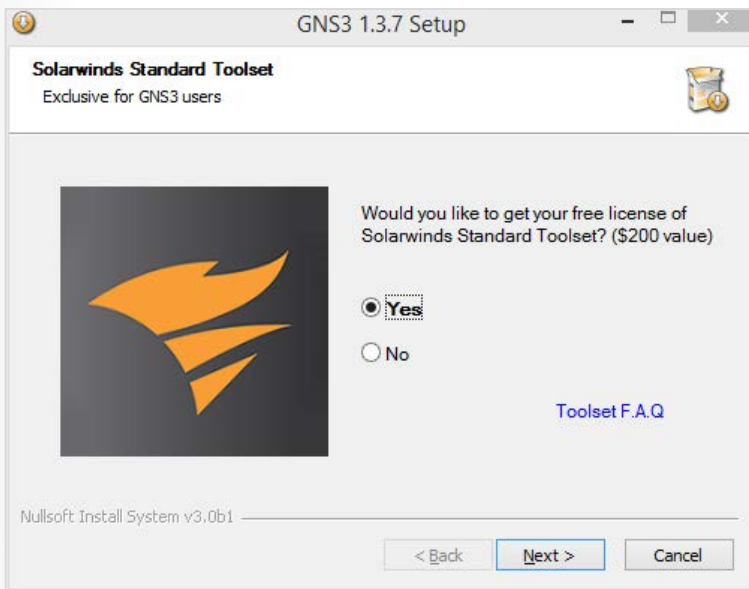 GNS3 1.3.7 Setup
Solarwinds Standard Toolset
Exclusive for GNS3 users
Would you like to get your free license of
Solarwinds Standard Toolset? ($200 value)
Yes
No
Toolset F.A.Q
Nullsoft Install System v3.0b1
< Back Next > Cancel